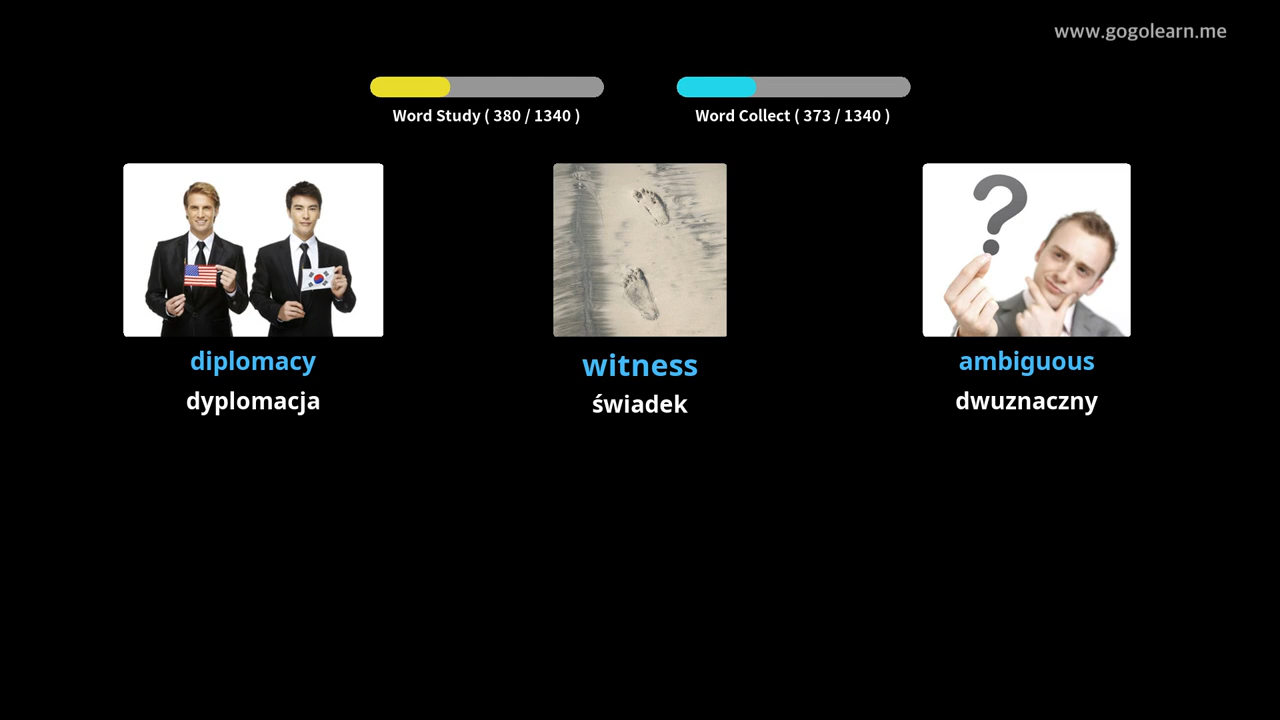 www.gogolearn.me
Word Study ( 380 / 1340 )
Word Collect ( 373 / 1340 )
diplomacy
dyplomacja
witness
świadek
ambiguous
dwuznaczny
?